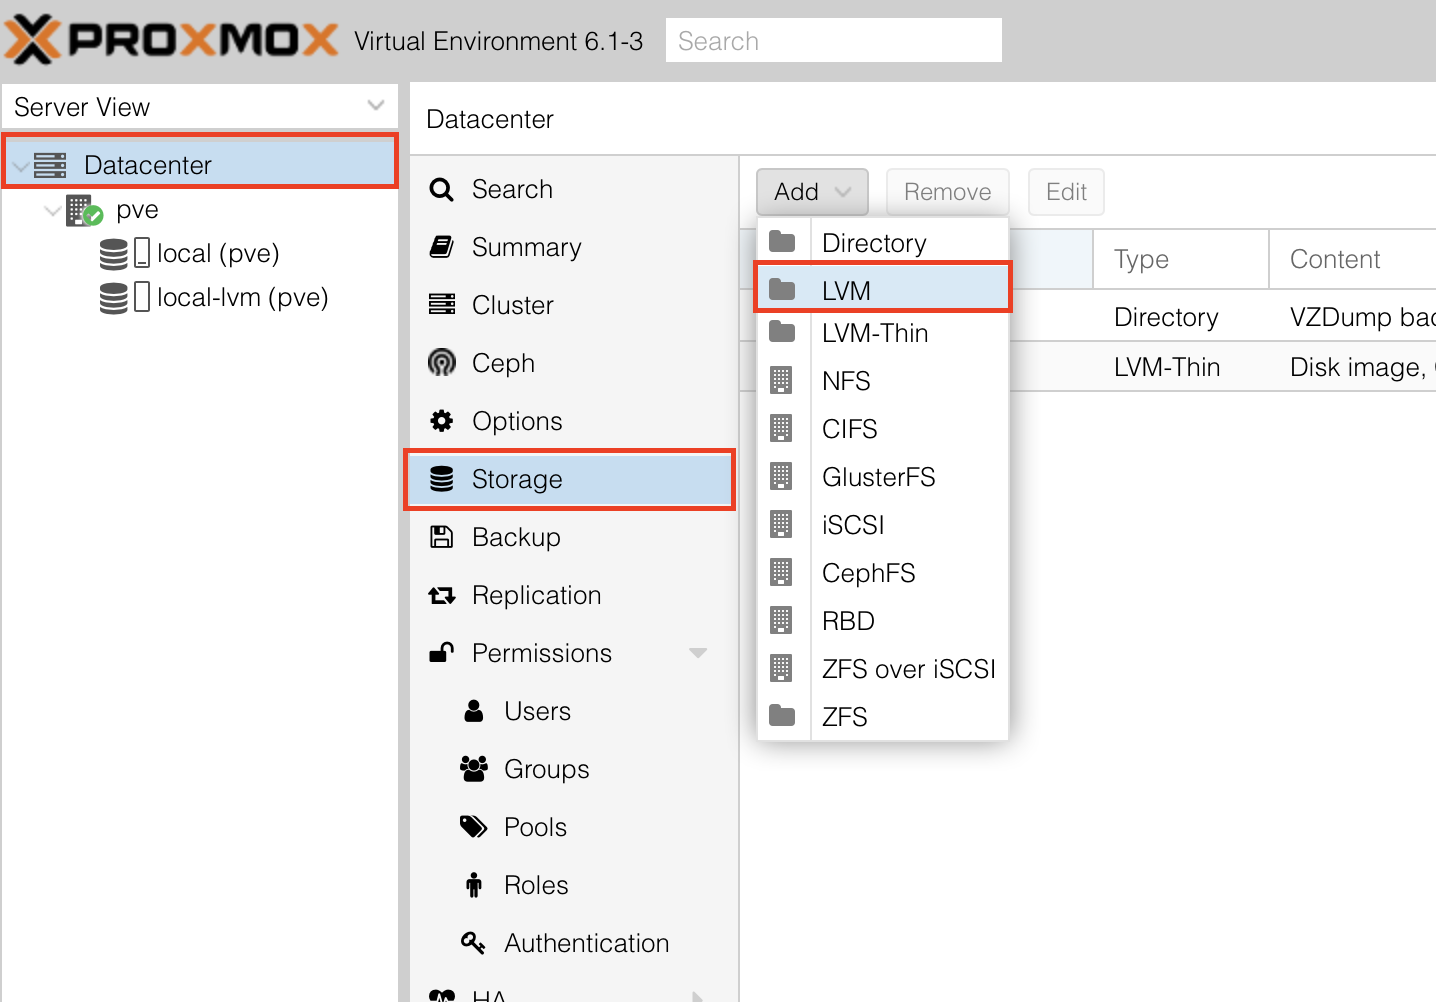 PROXMOX Virtual Environment 6.1-3 Search
Server View
Datacenter
pve
local (pve)
local-lvm (pve)
Datacenter
Search
Summary
Cluster
Ceph
Options
Storage
Backup
Replication
Permissions
Users
Groups
Pools
Roles
Authentication
HA
Add Remove Edit
Directory
LVM
LVM-Thin
NFS
CIFS
GlusterFS
iSCSI
CephFS
RBD
ZFS over iSCSI
ZFS
Type Content
Directory VZDump bac
LVM-Thin Disk image,